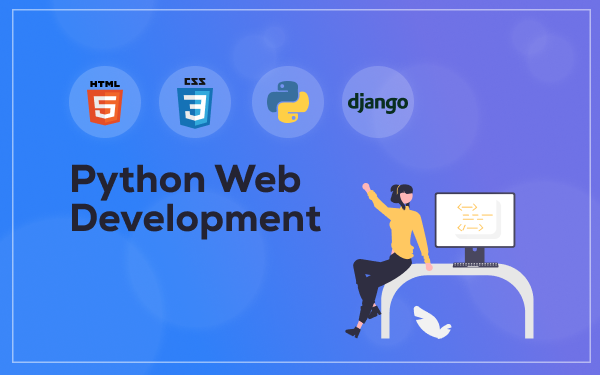 HTML
5
CSS
3
django
Python Web
Development
<···>
</···>